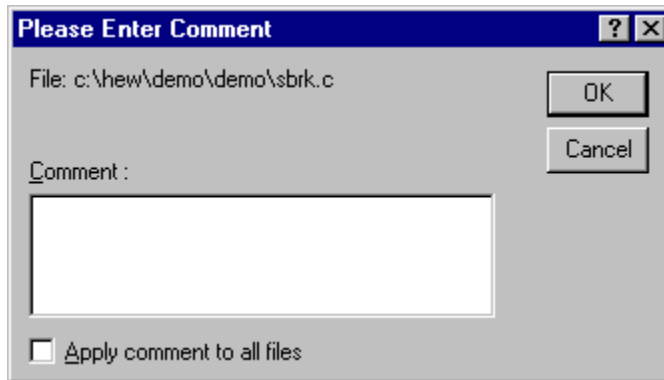 Please Enter Comment
File: c:\hew\demo\demo\sbrk.c
OK
Cancel
Comment :
Apply comment to all files